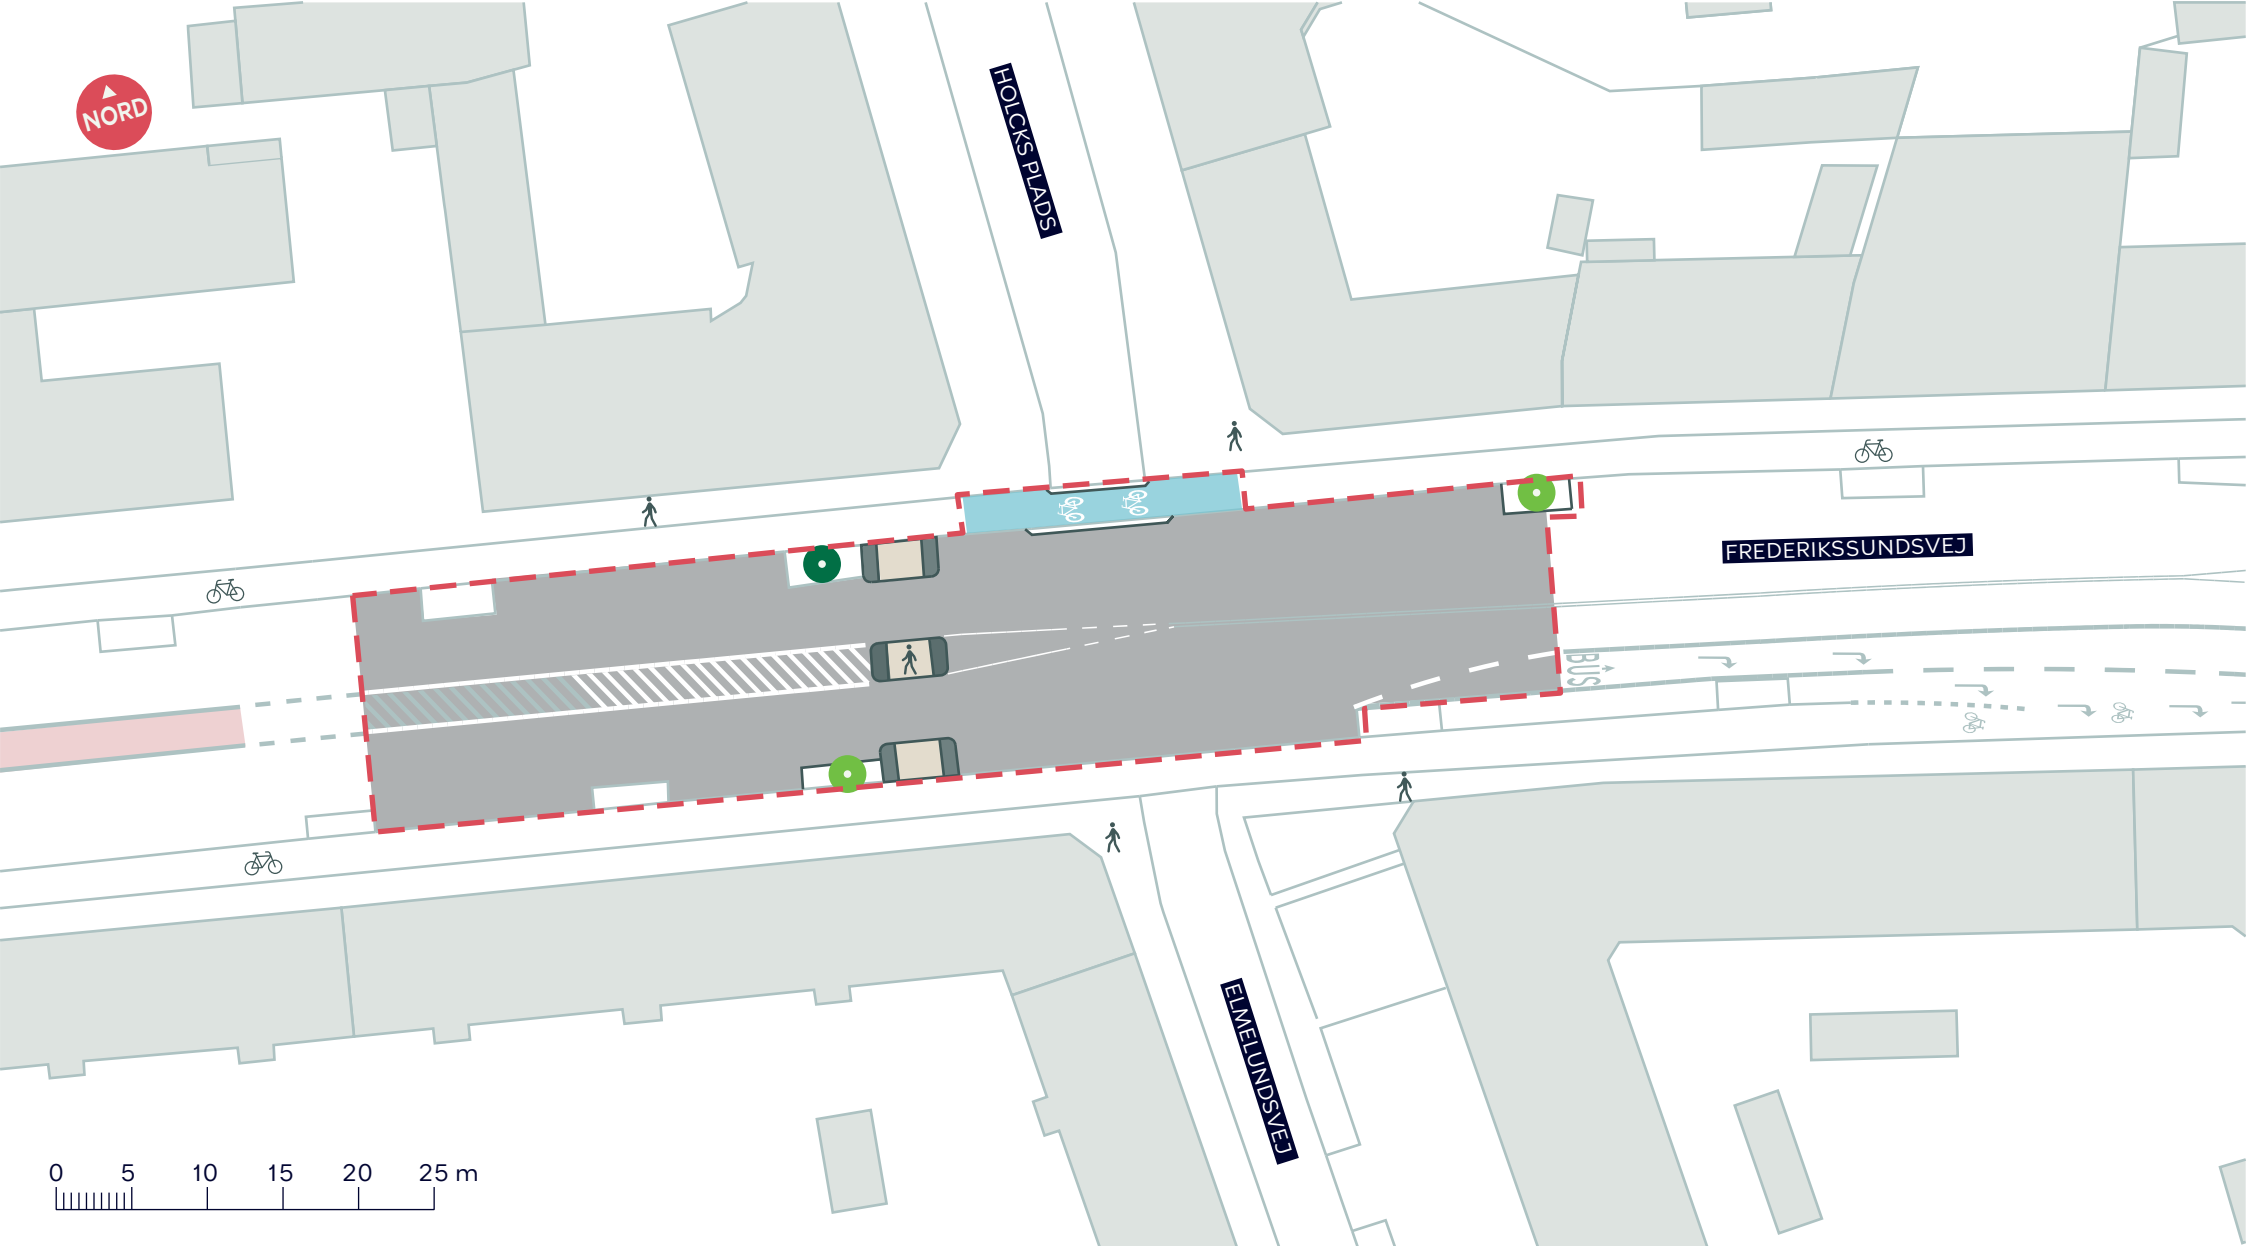 NORD
HOLCKS PLADS
FREDERIKSSUNDSVEJ
BUS
ELMELUNDSVEJ
0 5 10 15 20 25 m